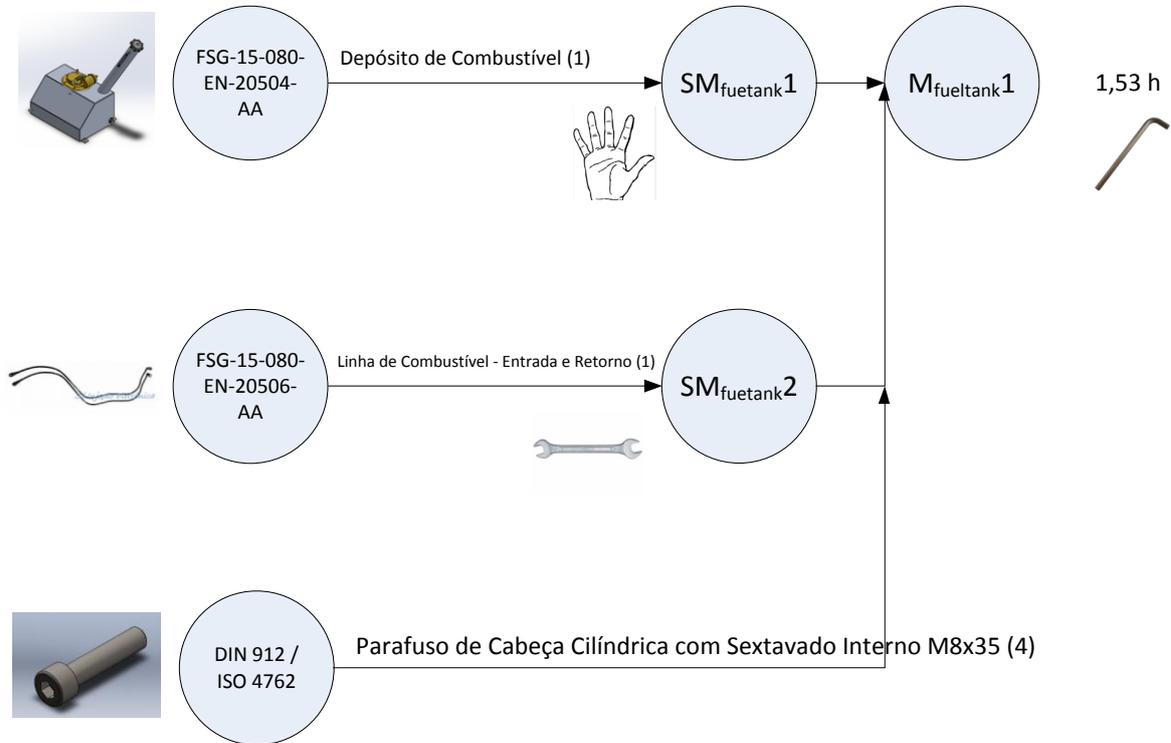 FSG-15-080-
EN-20504-
AA
Depósito de Combustível (1)
SMfuetank1
Mfueltank1
1,53 h
FSG-15-080-
EN-20506-
AA
Linha de Combustível - Entrada e Retorno (1)
SMfuetank2
DIN 912 /
ISO 4762
Parafuso de Cabeça Cilíndrica com Sextavado Interno M8x35 (4)